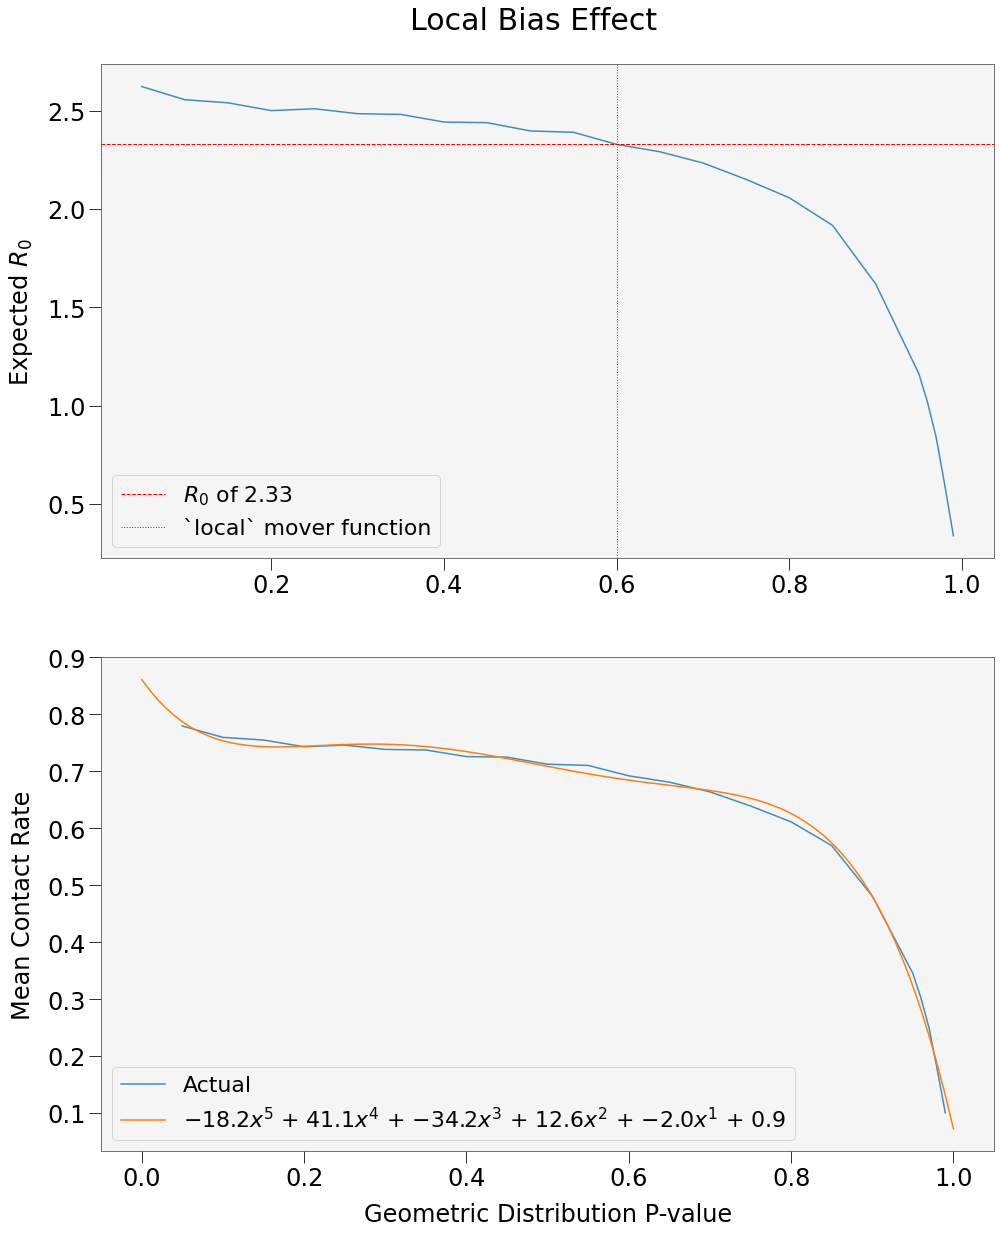 Local Bias Effect
2.5
2.0
1.5
1.0
0.5
Expected $R_0$
$R_0$ of 2.33
`local` mover function
0.2 0.4 0.6 0.8 1.0
0.9
0.8
0.7
0.6
0.5
0.4
0.3
0.2
0.1
Mean Contact Rate
Actual
$-18.2x^5 + 41.1x^4 + -34.2x^3 + 12.6x^2 + -2.0x^1 + 0.9$
0.0 0.2 0.4 0.6 0.8 1.0
Geometric Distribution P-value